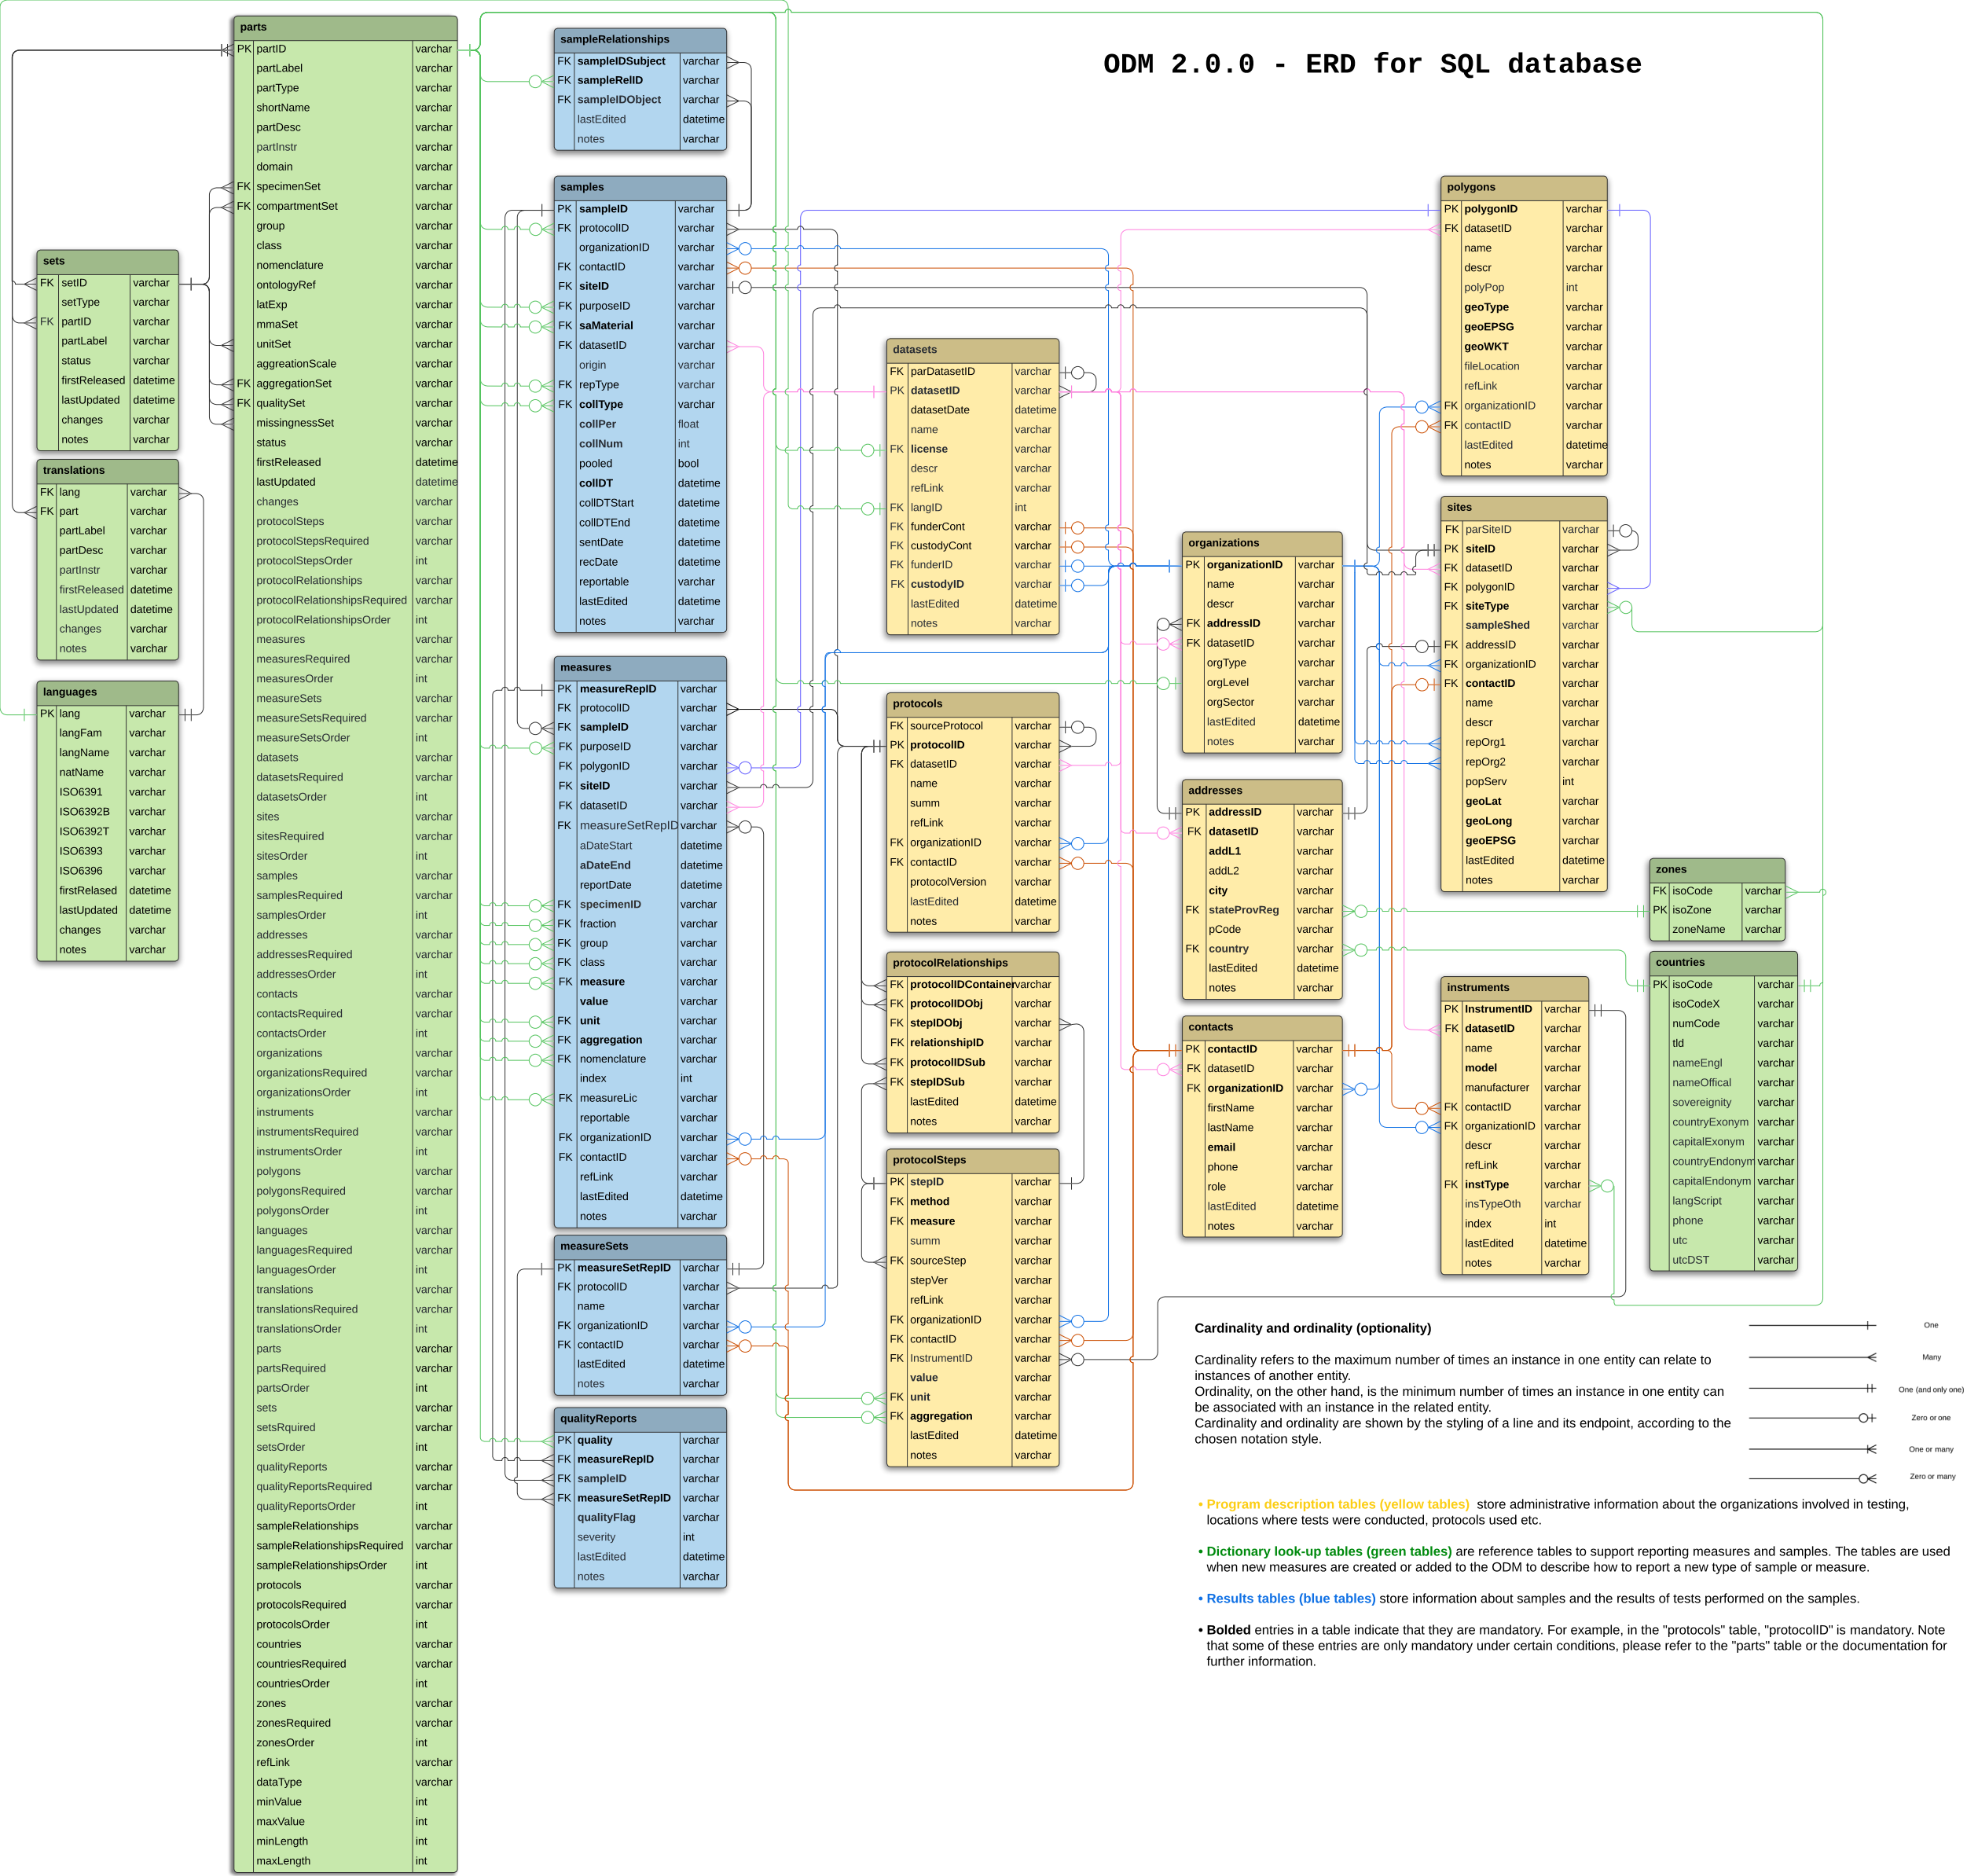 ODM 2.0.0 - ERD for SQL database
parts
PK partID varchar
partLabel varchar
partType varchar
shortName varchar
partDesc varchar
partInstr varchar
domain varchar
FK specimenSet varchar
FK compartmentSet varchar
group varchar
class varchar
nomenclature varchar
ontologyRef varchar
latExp varchar
mmaSet varchar
unitSet varchar
aggreationScale varchar
FK aggregationSet varchar
FK qualitySet varchar
missingnessSet varchar
status varchar
firstReleased datetime
lastUpdated datetime
changes varchar
protocolSteps varchar
protocolStepsRequired varchar
protocolStepsOrder int
protocolRelationships varchar
protocolRelationshipsRequired varchar
protocolRelationshipsOrder int
measures varchar
measuresRequired varchar
measuresOrder int
measureSets varchar
measureSetsRequired varchar
measureSetsOrder int
datasets varchar
datasetsRequired varchar
datasetsOrder int
sites varchar
sitesRequired varchar
sitesOrder int
samples varchar
samplesRequired varchar
samplesOrder int
addresses varchar
addressesRequired varchar
addressesOrder int
contacts varchar
contactsRequired varchar
contactsOrder int
organizations varchar
organizationsRequired varchar
organizationsOrder int
instruments varchar
instrumentsRequired varchar
instrumentsOrder int
polygons varchar
polygonsRequired varchar
polygonsOrder int
languages varchar
languagesRequired varchar
languagesOrder int
translations varchar
translationsRequired varchar
translationsOrder int
parts varchar
partsRequired varchar
partsOrder int
sets varchar
setsRquired varchar
setsOrder int
qualityReports varchar
qualityReportsRequired varchar
qualityReportsOrder int
sampleRelationships varchar
sampleRelationshipsRequired varchar
sampleRelationshipsOrder int
protocols varchar
protocolsRequired varchar
protocolsOrder int
countries varchar
countriesRequired varchar
countriesOrder int
zones varchar
zonesRequired varchar
zonesOrder int
refLink varchar
dataType varchar
minValue int
maxValue int
minLength int
maxLength int
sets
FK setID varchar
setType varchar
FK partID varchar
partLabel varchar
status varchar
firstReleased datetime
lastUpdated datetime
changes varchar
notes varchar
translations
FK lang varchar
FK part varchar
partLabel varchar
partDesc varchar
partInstr varchar
firstReleased datetime
lastUpdated datetime
changes varchar
notes varchar
languages
PK lang varchar
langFam varchar
langName varchar
natName varchar
ISO6391 varchar
ISO6392B varchar
ISO6392T varchar
ISO6393 varchar
ISO6396 varchar
firstRelased datetime
lastUpdated datetime
changes varchar
notes varchar
sampleRelationships
FK sampleIDSubject varchar
FK sampleRelID varchar
FK sampleIDObject varchar
lastEdited datetime
notes varchar
samples
PK sampleID varchar
FK protocolID varchar
organizationID varchar
FK contactID varchar
FK siteID varchar
FK purposeID varchar
FK saMaterial varchar
FK datasetID varchar
origin varchar
FK repType varchar
FK collType varchar
collPer float
collNum int
pooled bool
collDT datetime
collDTStart datetime
collDTEnd datetime
sentDate datetime
recDate datetime
reportable varchar
lastEdited datetime
notes varchar
measures
PK measureRepID varchar
FK protocolID varchar
FK sampleID varchar
FK purposeID varchar
FK polygonID varchar
FK siteID varchar
FK datasetID varchar
FK measureSetRepID varchar
aDateStart datetime
aDateEnd datetime
reportDate datetime
FK specimenID varchar
FK fraction varchar
FK group varchar
FK class varchar
FK measure varchar
value varchar
FK unit varchar
FK aggregation varchar
FK nomenclature varchar
index int
FK measureLic varchar
reportable varchar
FK organizationID varchar
FK contactID varchar
refLink varchar
lastEdited datetime
notes varchar
measureSets
PK measureSetRepID varchar
FK protocolID varchar
name varchar
FK organizationID varchar
FK contactID varchar
lastEdited datetime
notes varchar
qualityReports
PK quality varchar
FK measureRepID varchar
FK sampleID varchar
FK measureSetRepID varchar
qualityFlag varchar
severity int
lastEdited datetime
notes varchar
datasets
FK parDatasetID varchar
PK datasetID varchar
datasetDate datetime
name varchar
FK license varchar
descr varchar
refLink varchar
FK langID int
FK funderCont varchar
FK custodyCont varchar
FK funderID varchar
FK custodyID varchar
lastEdited datetime
notes varchar
protocols
FK sourceProtocol varchar
PK protocolID varchar
FK datasetID varchar
name varchar
summ varchar
refLink varchar
FK organizationID varchar
FK contactID varchar
protocolVersion varchar
lastEdited datetime
notes varchar
protocolRelationships
FK protocolIDContainer varchar
FK protocolIDObj varchar
FK stepIDObj varchar
FK relationshipID varchar
FK protocolIDSub varchar
FK stepIDSub varchar
lastEdited datetime
notes varchar
protocolSteps
PK stepID varchar
FK method varchar
FK measure varchar
summ varchar
FK sourceStep varchar
stepVer varchar
refLink varchar
FK organizationID varchar
FK contactID varchar
FK InstrumentID varchar
value varchar
FK unit varchar
FK aggregation varchar
lastEdited datetime
notes varchar
organizations
PK organizationID varchar
name varchar
descr varchar
FK addressID varchar
FK datasetID varchar
orgType varchar
orgLevel varchar
orgSector varchar
lastEdited datetime
notes varchar
addresses
PK addressID varchar
FK datasetID varchar
addL1 varchar
addL2 varchar
city varchar
FK stateProvReg varchar
pCode varchar
FK country varchar
lastEdited datetime
notes varchar
contacts
PK contactID varchar
FK datasetID varchar
FK organizationID varchar
firstName varchar
lastName varchar
email varchar
phone varchar
role varchar
lastEdited datetime
notes varchar
polygons
PK polygonID varchar
FK datasetID varchar
name varchar
descr varchar
polyPop int
geoType varchar
geoEPSG varchar
geoWKT varchar
fileLocation varchar
refLink varchar
FK organizationID varchar
FK contactID varchar
lastEdited datetime
notes varchar
sites
FK parSiteID varchar
PK siteID varchar
FK datasetID varchar
FK polygonID varchar
FK siteType varchar
sampleShed varchar
FK addressID varchar
FK organizationID varchar
FK contactID varchar
name varchar
descr varchar
repOrg1 varchar
repOrg2 varchar
popServ int
geoLat varchar
geoLong varchar
geoEPSG varchar
lastEdited datetime
notes varchar
instruments
PK InstrumentID varchar
FK datasetID varchar
name varchar
model varchar
manufacturer varchar
FK contactID varchar
FK organizationID varchar
descr varchar
refLink varchar
FK instType varchar
insTypeOth varchar
index int
lastEdited datetime
notes varchar
zones
FK isoCode varchar
PK isoZone varchar
zoneName varchar
countries
PK isoCode varchar
isoCodeX varchar
numCode varchar
tld varchar
nameEngl varchar
nameOffical varchar
sovereignity varchar
countryExonym varchar
capitalExonym varchar
countryEndonym varchar
capitalEndonym varchar
langScript varchar
phone varchar
utc varchar
utcDST varchar
Cardinality and ordinality (optionality)
Cardinality refers to the maximum number of times an instance in one entity can relate to
instances of another entity.
Ordinality, on the other hand, is the minimum number of times an instance in one entity can
be associated with an instance in the related entity.
Cardinality and ordinality are shown by the styling of a line and its endpoint, according to the
chosen notation style.
One
Many
One (and only one)
Zero or one
One or many
Zero or many
• Program description tables (yellow tables) store administrative information about the organizations involved in testing,
locations where tests were conducted, protocols used etc.
• Dictionary look-up tables (green tables) are reference tables to support reporting measures and samples. The tables are used
when new measures are created or added to the ODM to describe how to report a new type of sample or measure.
• Results tables (blue tables) store information about samples and the results of tests performed on the samples.
• Bolded entries in a table indicate that they are mandatory. For example, in the "protocols" table, "protocolID" is mandatory. Note
that some of these entries are only mandatory under certain conditions, please refer to the "parts" table or the documentation for
further information.